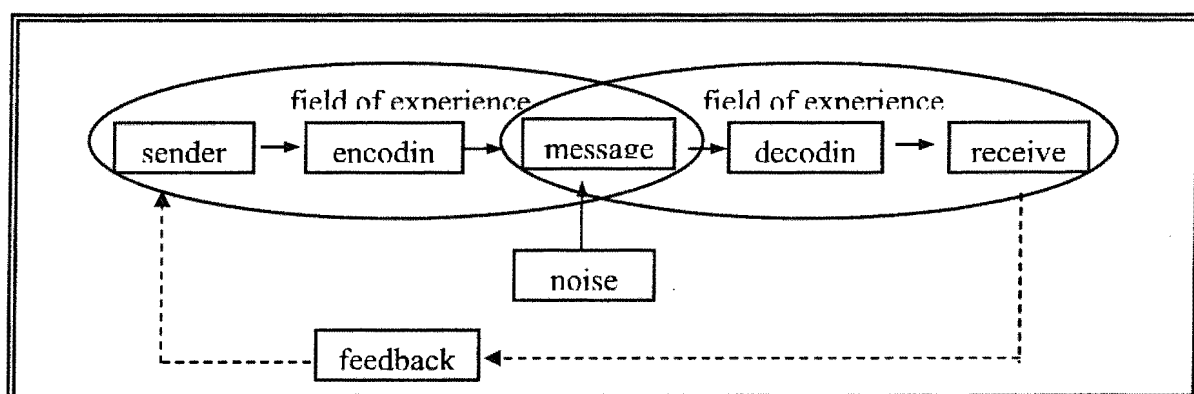 field of experience field of experience
sender encodin message decodin receive
noise
feedback